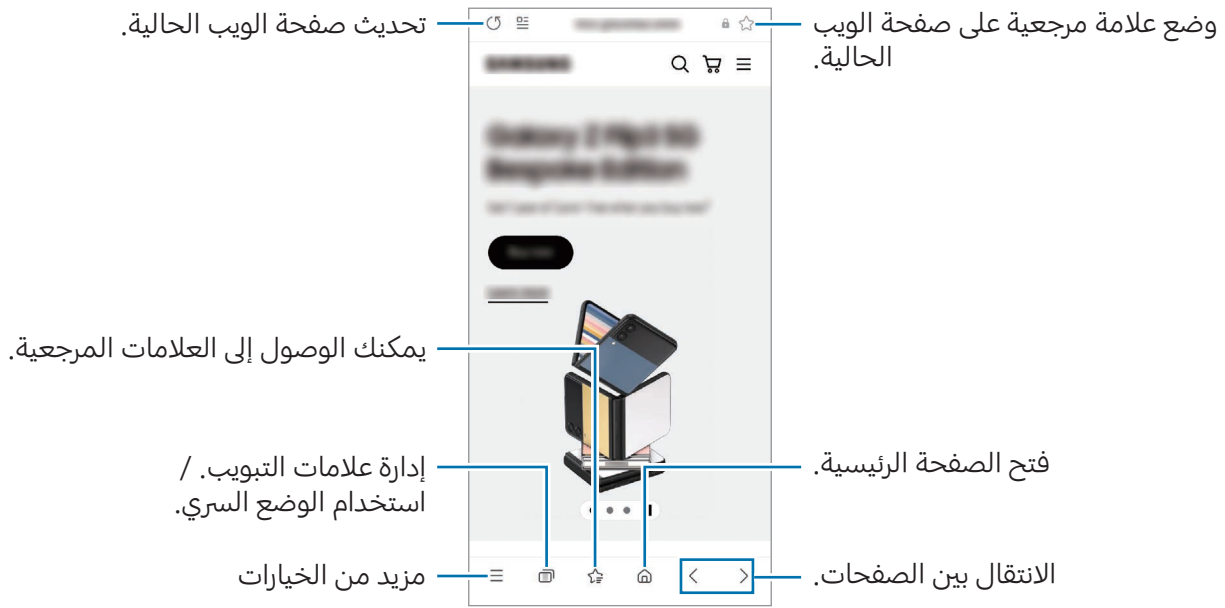 وضع علامة مرجعية على صفحة الويب
الحالية.
تحديث صفحة الويب الحالية.
يمكنك الوصول إلى العلامات المرجعية.
فتح الصفحة الرئيسية.
إدارة علامات التبويب. /
استخدام الوضع السري.
الانتقال بين الصفحات.
مزيد من الخيارات